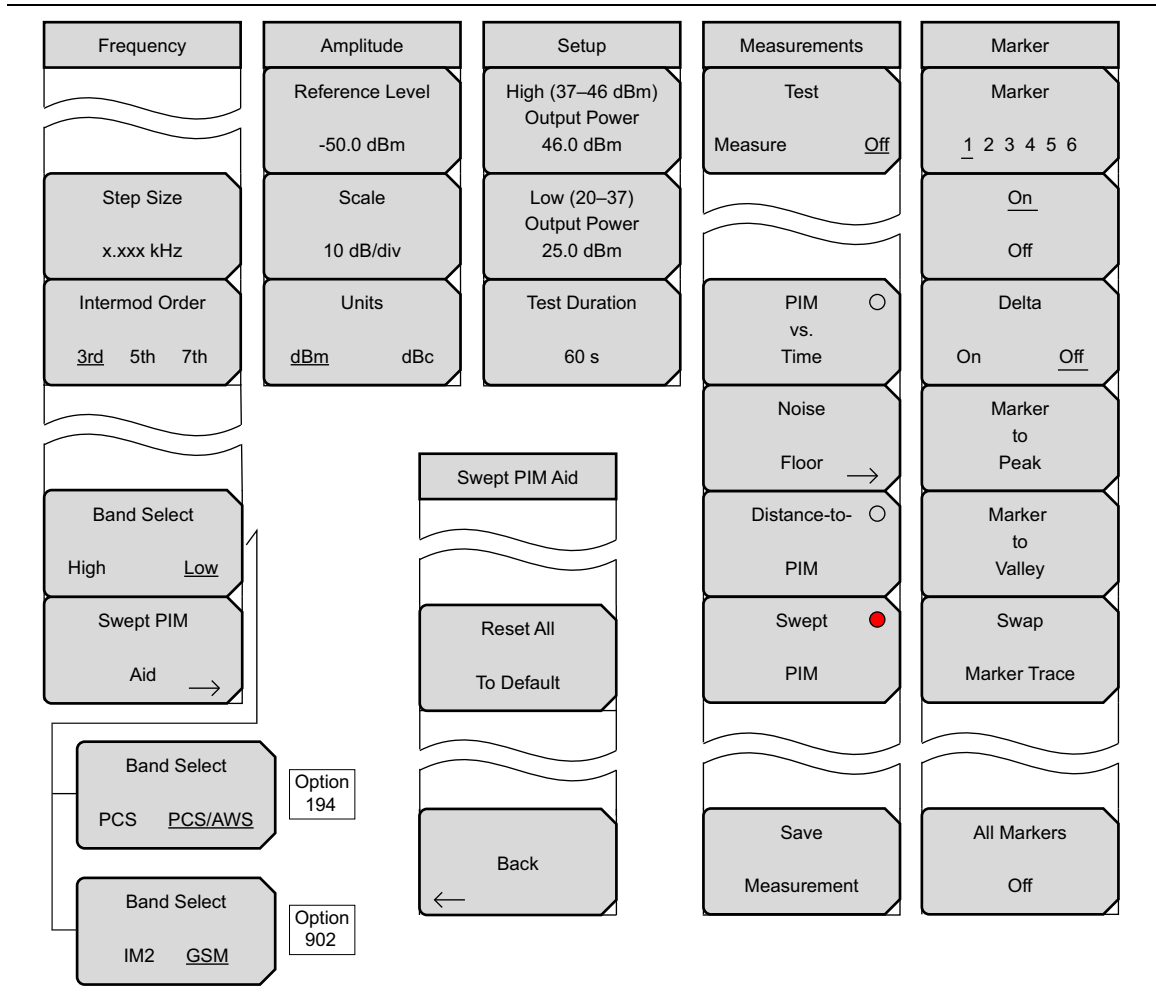 Frequency
Step Size
x.xxx kHz
Intermod Order
3rd 5th 7th
Band Select
High Low
Swept PIM
Aid
Band Select
PCS PCS/AWS
Option
194
Band Select
IM2 GSM
Option
902
Amplitude
Reference Level
-50.0 dBm
Scale
10 dB/div
Units
dBm dBc
Setup
High (37–46 dBm)
Output Power
46.0 dBm
Low (20–37)
Output Power
25.0 dBm
Test Duration
60 s
Swept PIM Aid
Reset All
To Default
Back
Measurements
Test
Measure Off
PIM
vs.
Time
Noise
Floor
Distance-to-
PIM
Swept
PIM
Save
Measurement
Marker
Marker
1 2 3 4 5 6
On
Off
Delta
On Off
Marker
to
Peak
Marker
to
Valley
Swap
Marker Trace
All Markers
Off